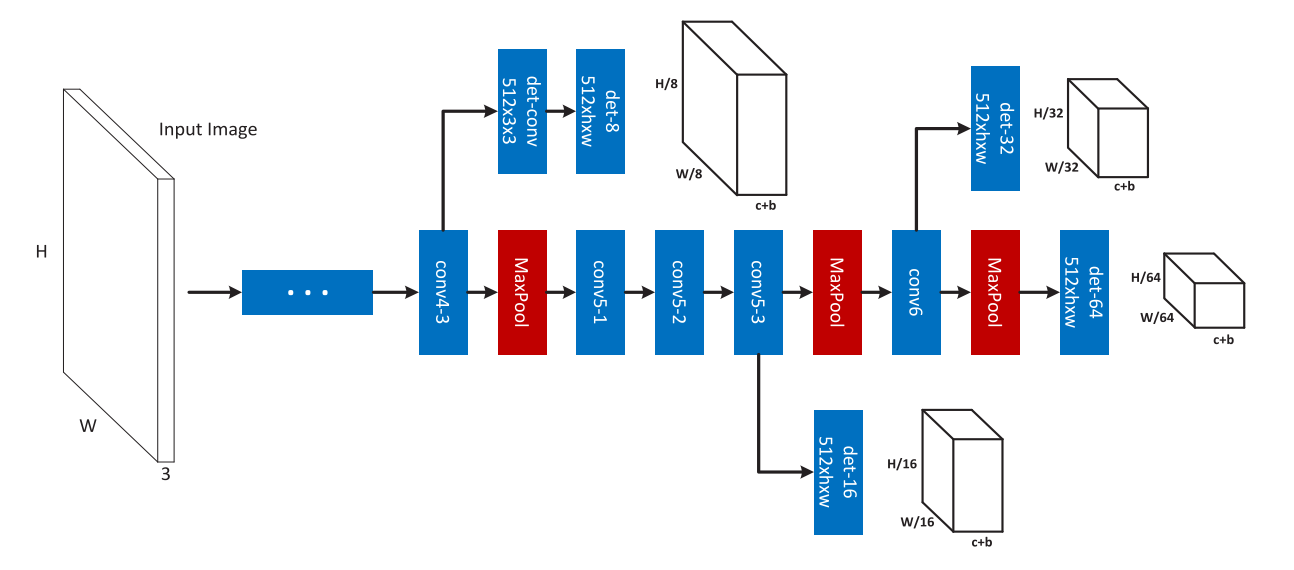 Input Image
H
W
3
. . .
conv4-3
det-conv
512x3x3
det-8
512xhxw
H/8
W/8
c+b
MaxPool
conv5-1
conv5-2
conv5-3
det-16
512xhxw
H/16
W/16
c+b
MaxPool
conv6
det-32
512xhxw
H/32
W/32
c+b
MaxPool
det-64
512xhxw
H/64
W/64
c+b